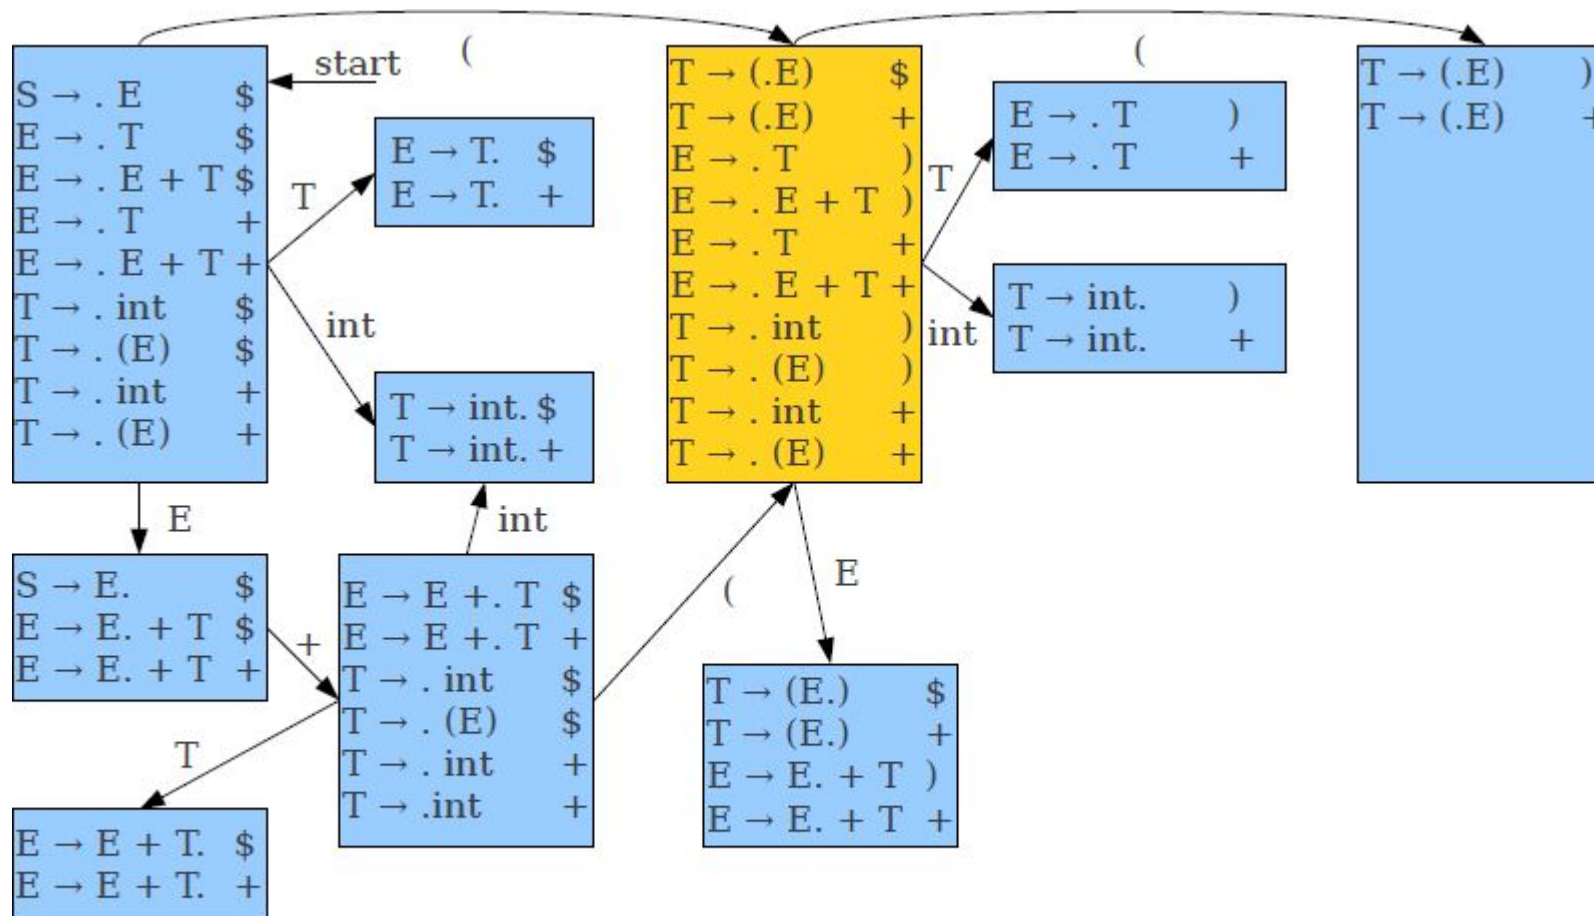 (
(
start
S → . E $
E → . T $
E → . E + T $
E → . T +
E → . E + T +
T → . int $
T → . (E) $
T → . int +
T → . (E) +
T
E → T. $
E → T. +
int
T → int. $
T → int. +
T → (.E) $
T → (.E) +
E → . T )
E → . E + T )
E → . T +
E → . E + T +
T → . int )
T → . (E) )
T → . int +
T → . (E) +
T
E → . T )
E → . T +
int
T → int. )
T → int. +
T → (.E) )
T → (.E) +
E
int
S → E. $
E → E. + T $
E → E. + T +
+
E → E +. T $
E → E +. T +
T → . int $
T → . (E) $
T → . int +
T → .int +
(
E
T → (E.) $
T → (E.) +
E → E. + T )
E → E. + T +
T
E → E + T. $
E → E + T. +